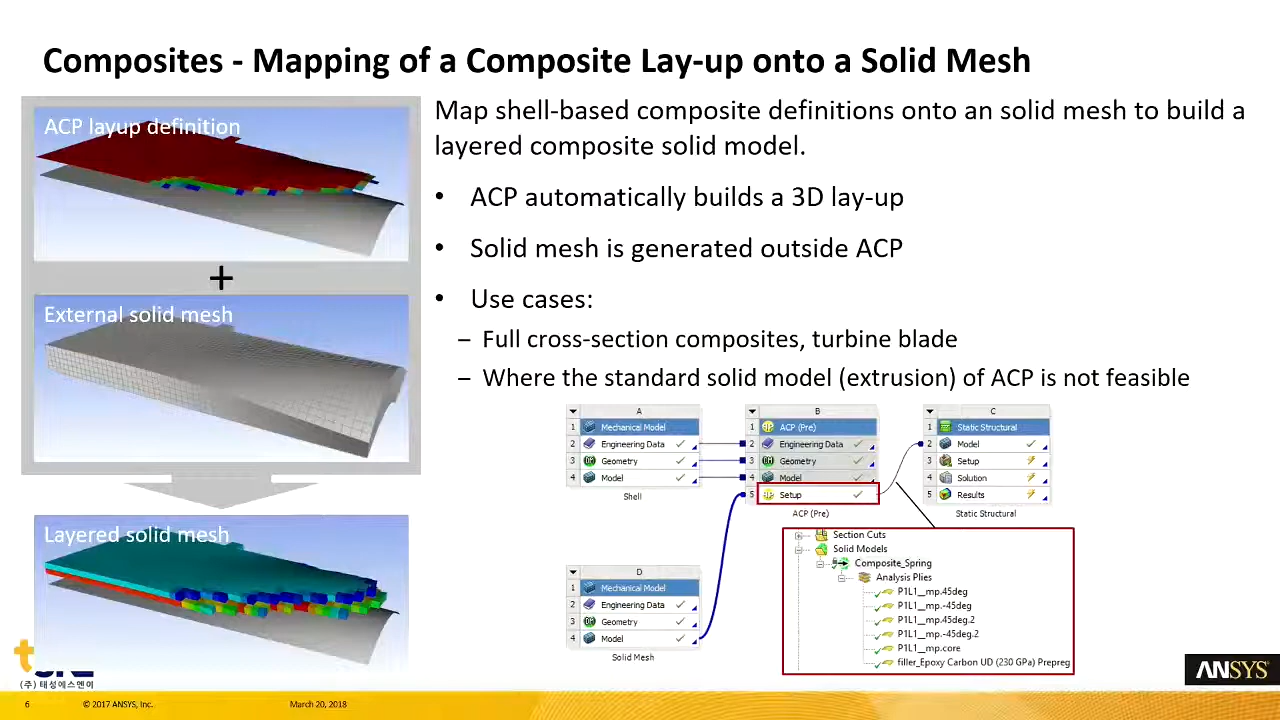 Composites - Mapping of a Composite Lay-up onto a Solid Mesh
ACP layup definition
+
External solid mesh
Layered solid mesh
Map shell-based composite definitions onto an solid mesh to build a
layered composite solid model.
• ACP automatically builds a 3D lay-up
• Solid mesh is generated outside ACP
• Use cases:
– Full cross-section composites, turbine blade
– Where the standard solid model (extrusion) of ACP is not feasible
A
1 Mechanical Model
2 Engineering Data
3 Geometry
4 Model
Shell
B
1 ACP (Pre)
2 Engineering Data
3 Geometry
4 Model
5 Setup
ACP (Pre)
C
1 Static Structural
2 Model
3 Setup
4 Solution
5 Results
Static Structural
D
1 Mechanical Model
2 Engineering Data
3 Geometry
4 Model
Solid Mesh
Section Cuts
Solid Models
Composite_Spring
Analysis Plies
P1L1__mp.45deg
P1L1__mp.-45deg
P1L1__mp.45deg.2
P1L1__mp.-45deg.2
P1L1__mp.core
filler_Epoxy Carbon UD (230 GPa) Prepreg
(주) 태성에스엔이
ANSYS
6
© 2017 ANSYS, Inc.
March 20, 2018